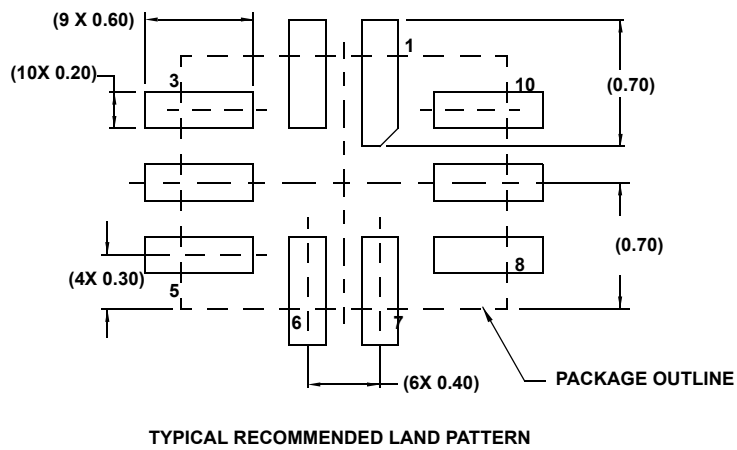 (9 X 0.60)
1
(10X 0.20)
3
10
(0.70)
(0.70)
(4X 0.30)
5
8
6
7
(6X 0.40)
PACKAGE OUTLINE
TYPICAL RECOMMENDED LAND PATTERN